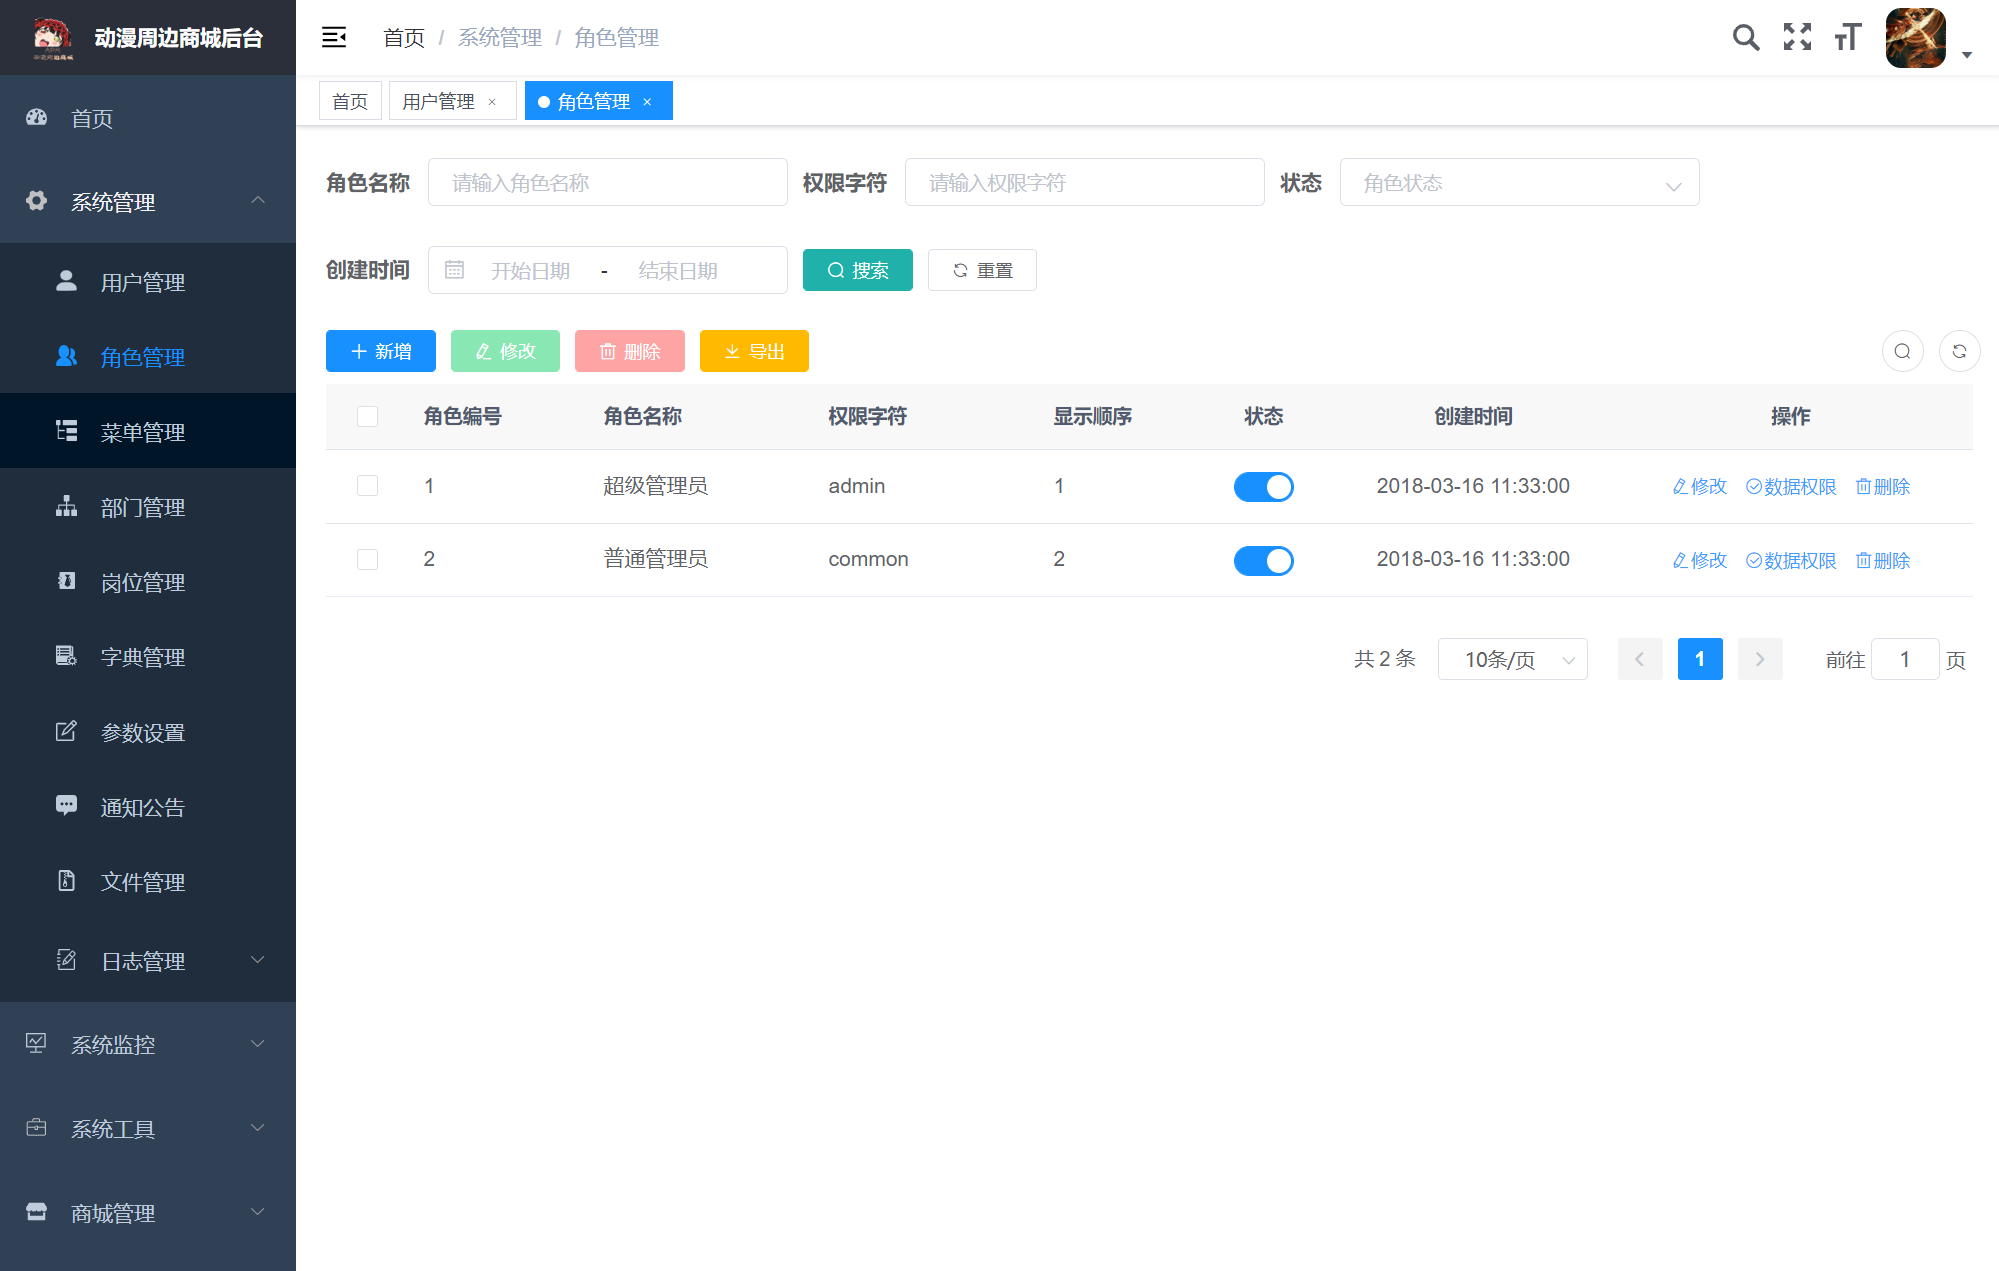 动漫周边商城后台
首页
系统管理
用户管理
角色管理
菜单管理
部门管理
岗位管理
字典管理
参数设置
通知公告
文件管理
日志管理
系统监控
系统工具
商城管理
首页 / 系统管理 / 角色管理
首页 用户管理 × 角色管理 ×
角色名称 请输入角色名称 权限字符 请输入权限字符 状态 角色状态
创建时间 开始日期 - 结束日期 搜索 重置
新增 修改 删除 导出
角色编号 角色名称 权限字符 显示顺序 状态 创建时间 操作
1 超级管理员 admin 1 2018-03-16 11:33:00 修改 数据权限 删除
2 普通管理员 common 2 2018-03-16 11:33:00 修改 数据权限 删除
共 2 条 10条/页 1 前往 1 页